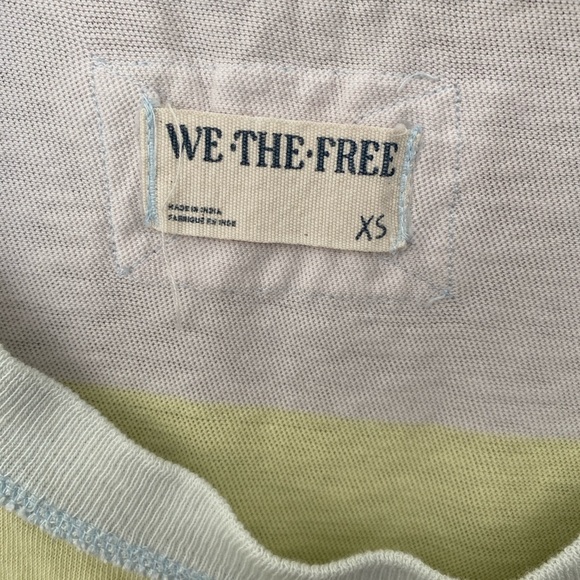 WE·THE·FREE
MADE IN INDIA
FABRIQUÉ EN INDE
XS